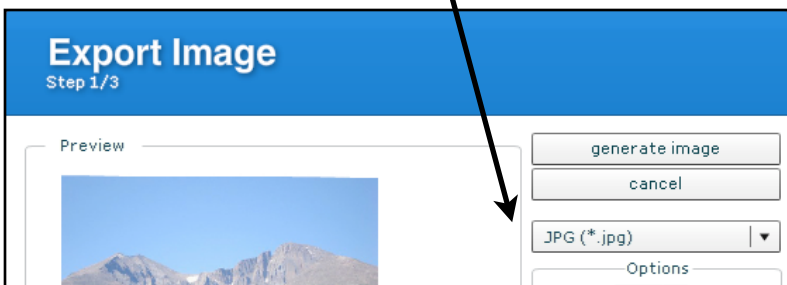 Export Image
Step 1/3
Preview
generate image
cancel
JPG (*.jpg)
Options